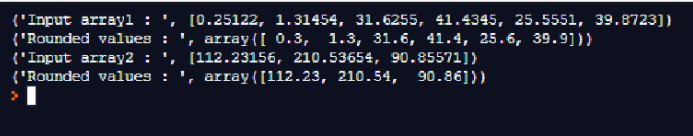 ('Input array1 : ', [0.25122, 1.31454, 31.6255, 41.4345, 25.5551, 39.8723])
('Rounded values : ', array([ 0.3,  1.3, 31.6, 41.4, 25.6, 39.9]))
('Input array2 : ', [112.23156, 210.53654, 90.85571])
('Rounded values : ', array([112.23, 210.54,  90.86]))
>